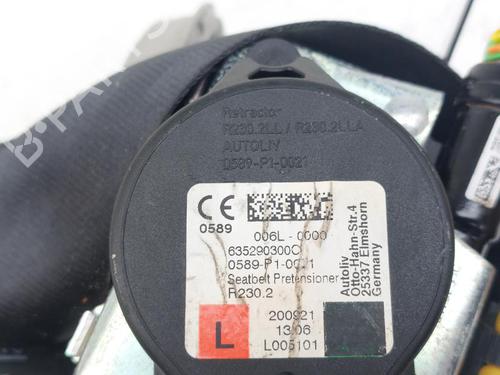 Retractor
R230.2LL / R230.2LLA
AUTOLIV
0589-P1-0021
CE
0589
006L - 0000
635290300C
0589-P1-0021
Seatbelt Pretensioner
R230.2
Autoliv
Otto-Hahn-Str.4
25337 Elmshorn
Germany
L
200921
13:06
L005101